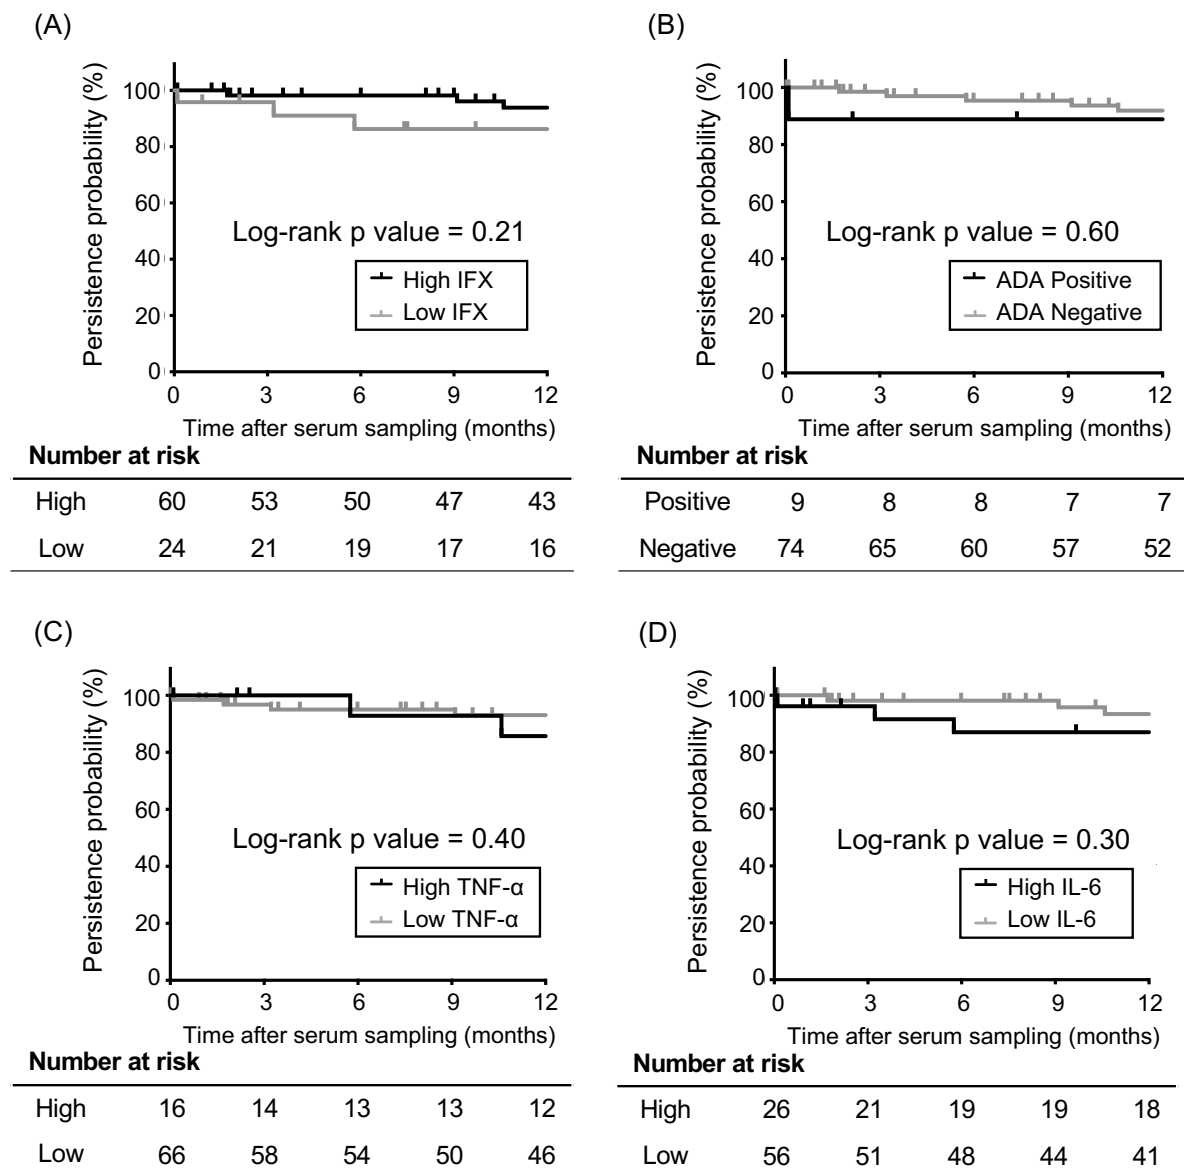 (A)
Persistence probability (%)
100
80
60
40
20
0
Log-rank p value = 0.21
High IFX
Low IFX
0 3 6 9 12
Time after serum sampling (months)
Number at risk
High 60 53 50 47 43
Low 24 21 19 17 16
(B)
Persistence probability (%)
100
80
60
40
20
0
Log-rank p value = 0.60
ADA Positive
ADA Negative
0 3 6 9 12
Time after serum sampling (months)
Number at risk
Positive 9 8 8 7 7
Negative 74 65 60 57 52
(C)
Persistence probability (%)
100
80
60
40
20
0
Log-rank p value = 0.40
High TNF-α
Low TNF-α
0 3 6 9 12
Time after serum sampling (months)
Number at risk
High 16 14 13 13 12
Low 66 58 54 50 46
(D)
Persistence probability (%)
100
80
60
40
20
0
Log-rank p value = 0.30
High IL-6
Low IL-6
0 3 6 9 12
Time after serum sampling (months)
Number at risk
High 26 21 19 19 18
Low 56 51 48 44 41